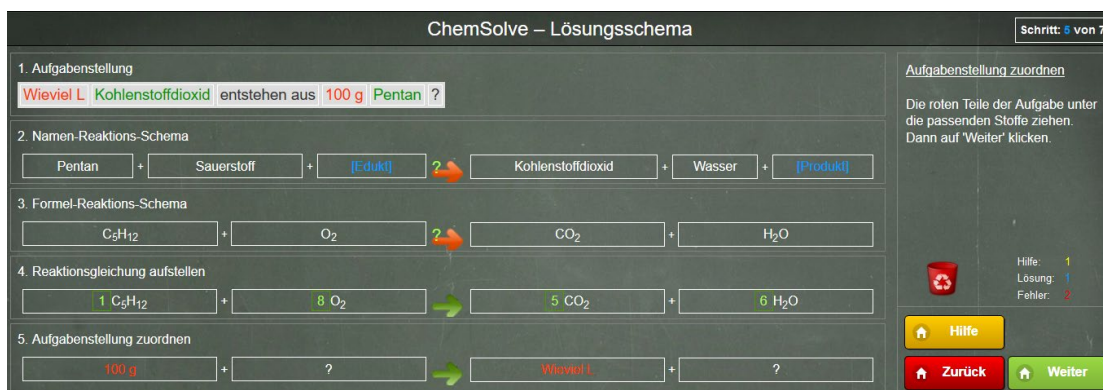 ChemSolve – Lösungsschema
Schritt: 5 von 7
1. Aufgabenstellung
Wieviel L Kohlenstoffdioxid entstehen aus 100 g Pentan ?
2. Namen-Reaktions-Schema
Pentan + Sauerstoff + [Edukt] ? Kohlenstoffdioxid + Wasser + [Produkt]
3. Formel-Reaktions-Schema
C₅H₁₂ + O₂ ? CO₂ + H₂O
4. Reaktionsgleichung aufstellen
1 C₅H₁₂ + 8 O₂ 5 CO₂ + 6 H₂O
5. Aufgabenstellung zuordnen
100 g + ? Wieviel L + ?
Aufgabenstellung zuordnen
Die roten Teile der Aufgabe unter
die passenden Stoffe ziehen.
Dann auf 'Weiter' klicken.
Hilfe: 1
Lösung: 1
Fehler: 2
Hilfe
Zurück Weiter